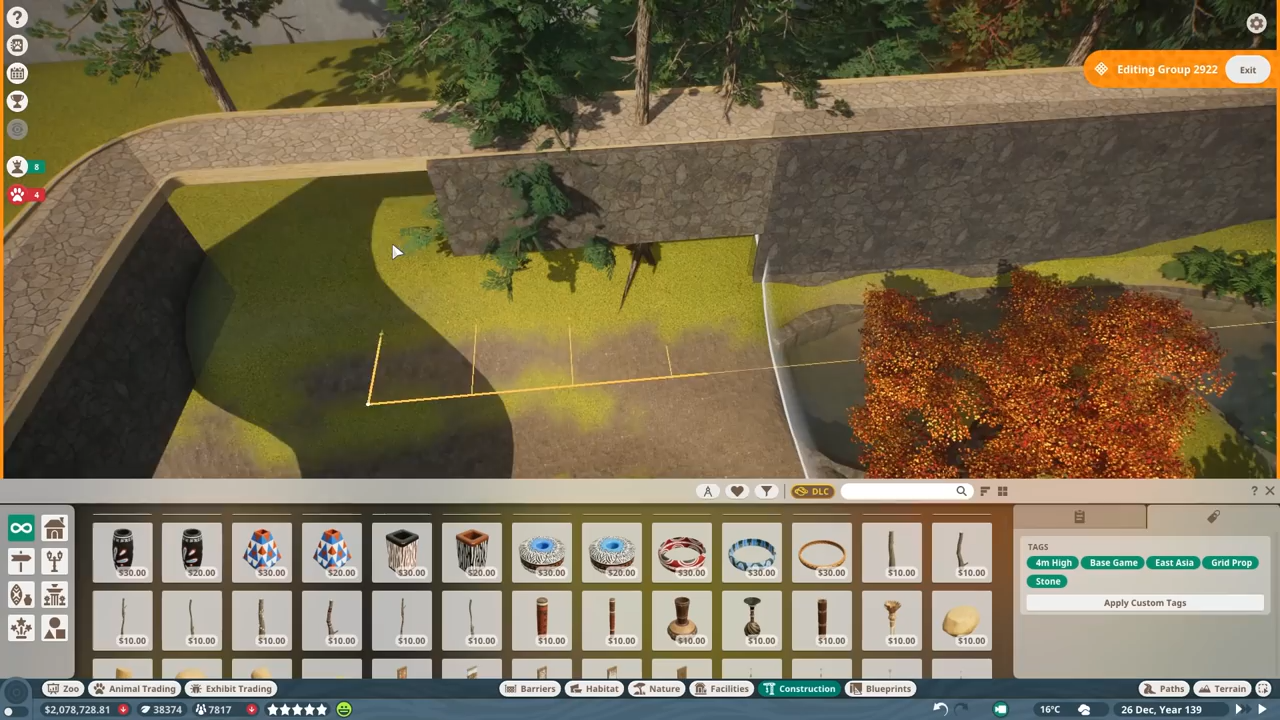 ?
Editing Group 2922
Exit
8
4
DLC
?
$30.00 $20.00 $30.00 $20.00 $30.00 $20.00 $30.00 $20.00 $30.00 $30.00 $30.00 $10.00 $10.00
TAGS
4m High Base Game East Asia Grid Prop
Stone
Apply Custom Tags
$10.00 $10.00 $10.00 $10.00 $10.00 $10.00 $10.00 $10.00 $10.00 $10.00 $10.00 $10.00 $10.00
Zoo Animal Trading Exhibit Trading Barriers Habitat Nature Facilities Construction Blueprints Paths Terrain
$2,078,728.81 38374 7817 16°C 26 Dec, Year 139